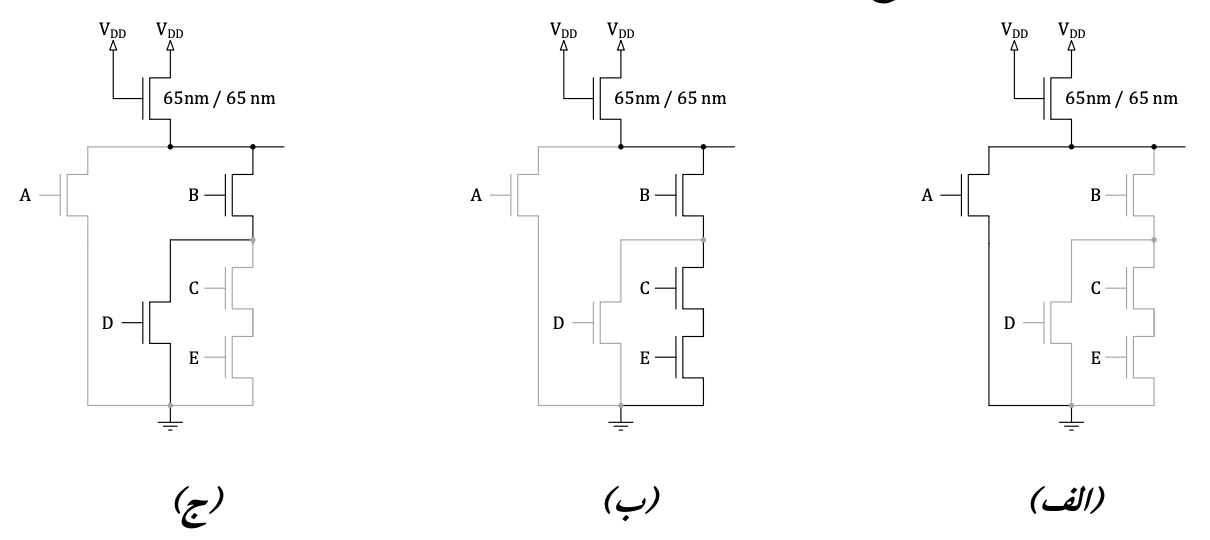 V_DD V_DD V_DD V_DD V_DD V_DD
65nm / 65 nm 65nm / 65 nm 65nm / 65 nm
A B A B A B
C C C
D D D
E E E
(ج) (ب) (الف)